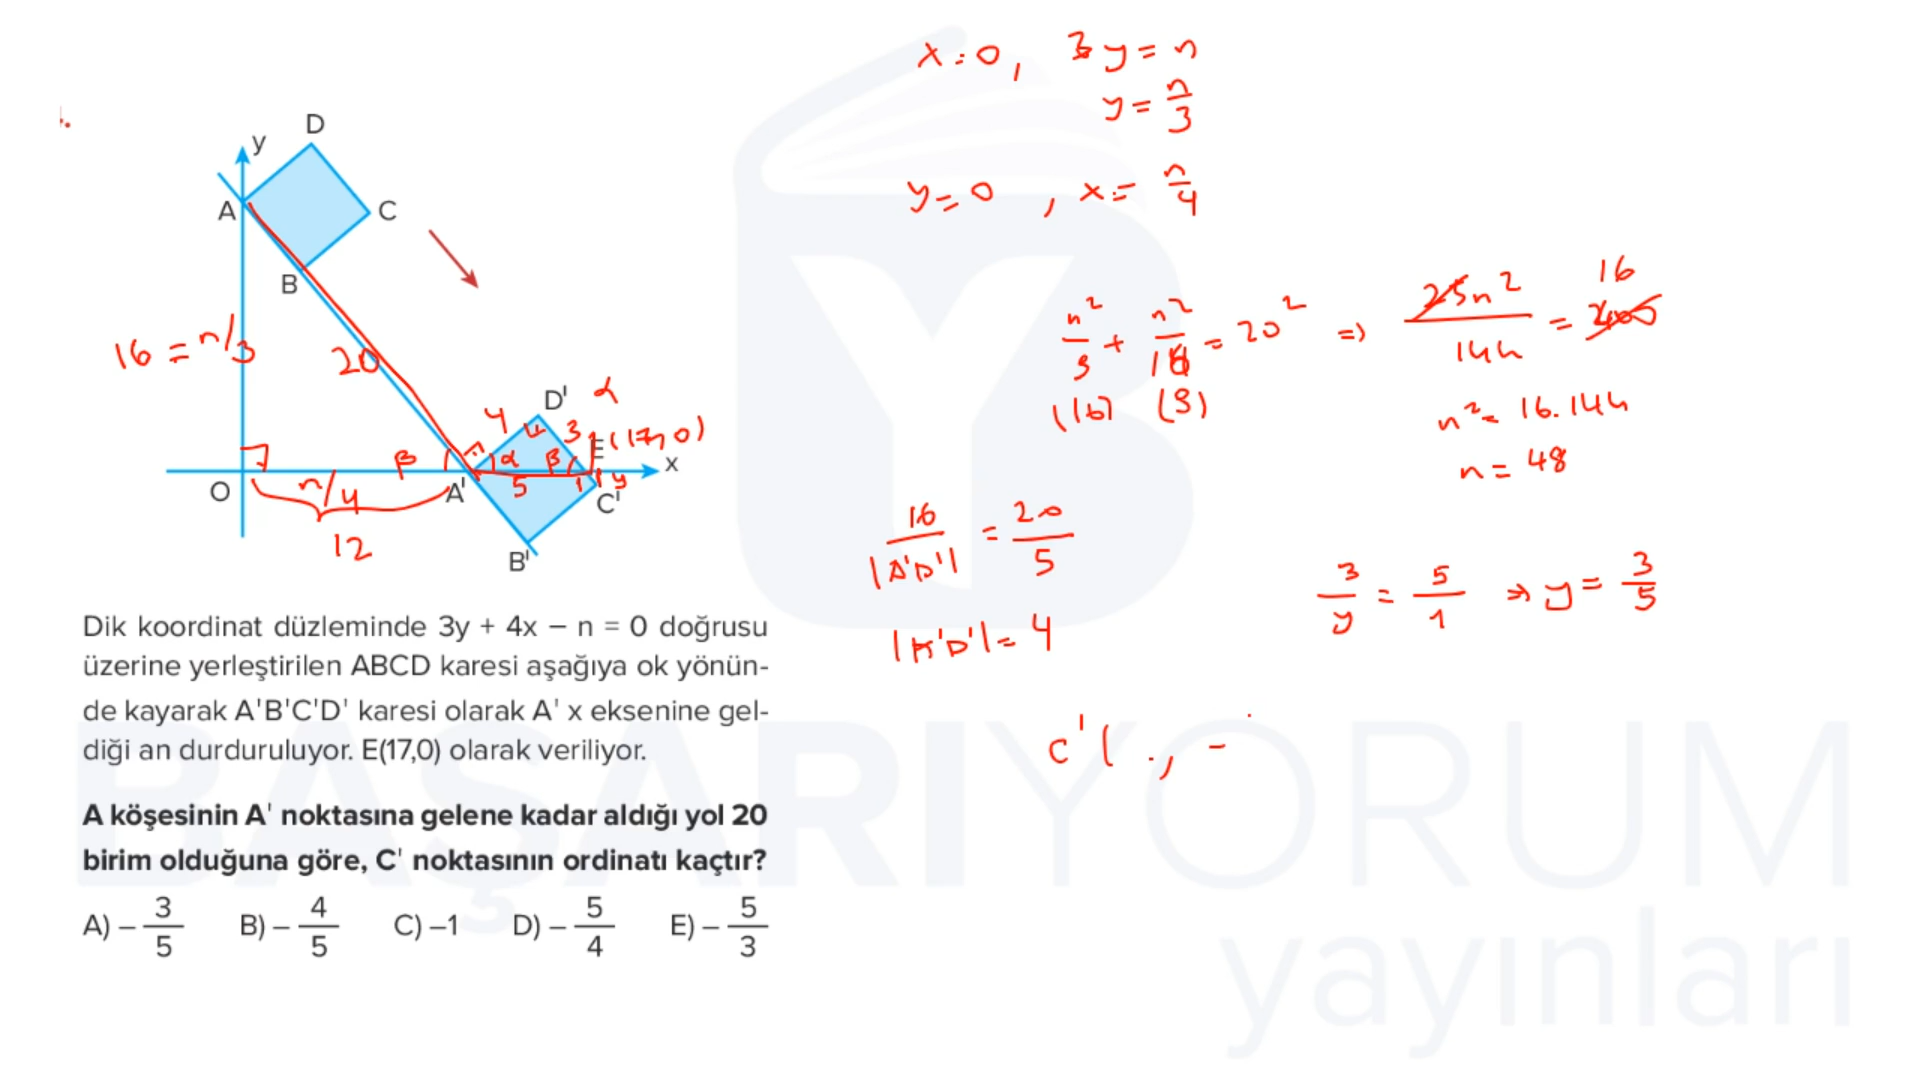 y
D
A
C
B
16 = n/3
20
D' α
4
3
E (17, 0)
β
α
β
x
O
n/4
A'
5
1
y
C'
12
B'
Dik koordinat düzleminde 3y + 4x − n = 0 doğrusu
üzerine yerleştirilen ABCD karesi aşağıya ok yönün-
de kayarak A'B'C'D' karesi olarak A' x eksenine gel-
diği an durduruluyor. E(17,0) olarak veriliyor.
A köşesinin A' noktasına gelene kadar aldığı yol 20
birim olduğuna göre, C' noktasının ordinatı kaçtır?
A) − 3/5 B) − 4/5 C) −1 D) − 5/4 E) − 5/3
x = 0, 3y = n
y = n/3
y = 0, x = n/4
n²/9 + n²/16 = 20² ⇒ 25n²/144 = 400
16
(16) (9)
n² = 16.144
n = 48
16/|A'D'| = 20/5
|A'D'| = 4
3/y = 5/1 ⇒ y = 3/5
C'( . , −
BAŞARIYORUM
yayınları